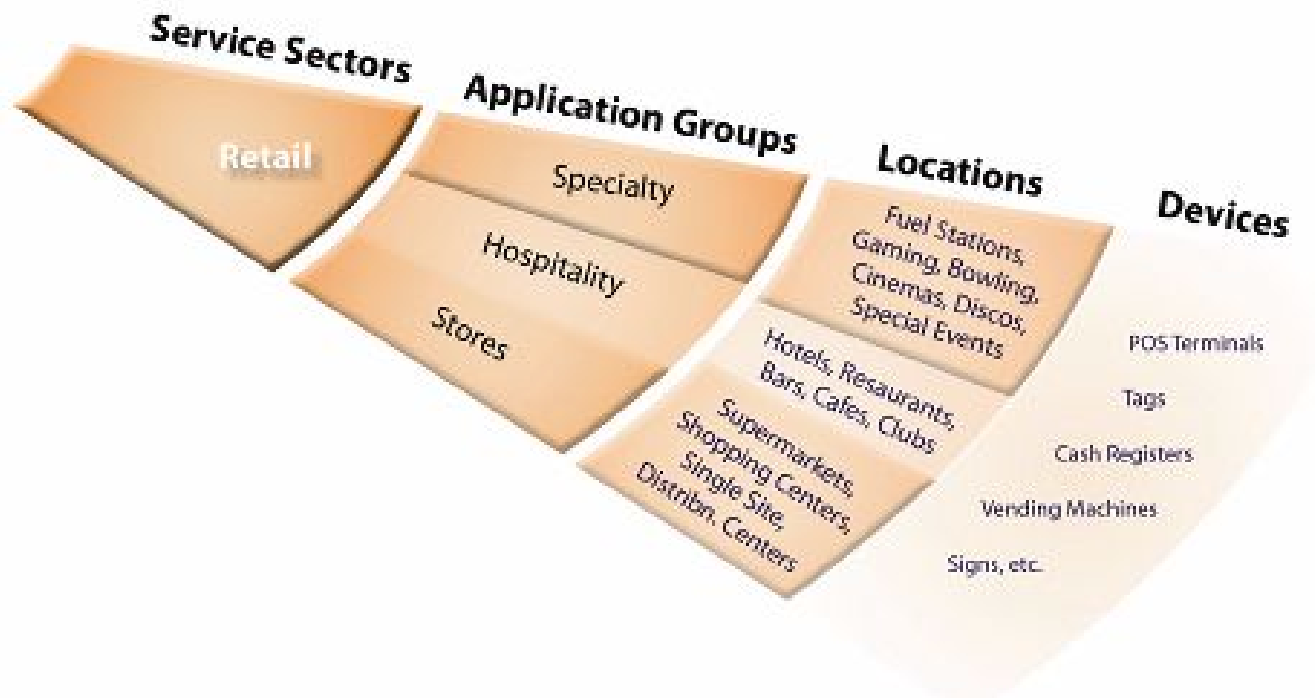 Service Sectors
Application Groups
Locations
Devices
Retail
Specialty
Hospitality
Stores
Fuel Stations,
Gaming, Bowling,
Cinemas, Discos,
Special Events
Hotels, Resaurants,
Bars, Cafes, Clubs
Supermarkets,
Shopping Centers,
Single Site,
Distribn. Centers
POS Terminals
Tags
Cash Registers
Vending Machines
Signs, etc.